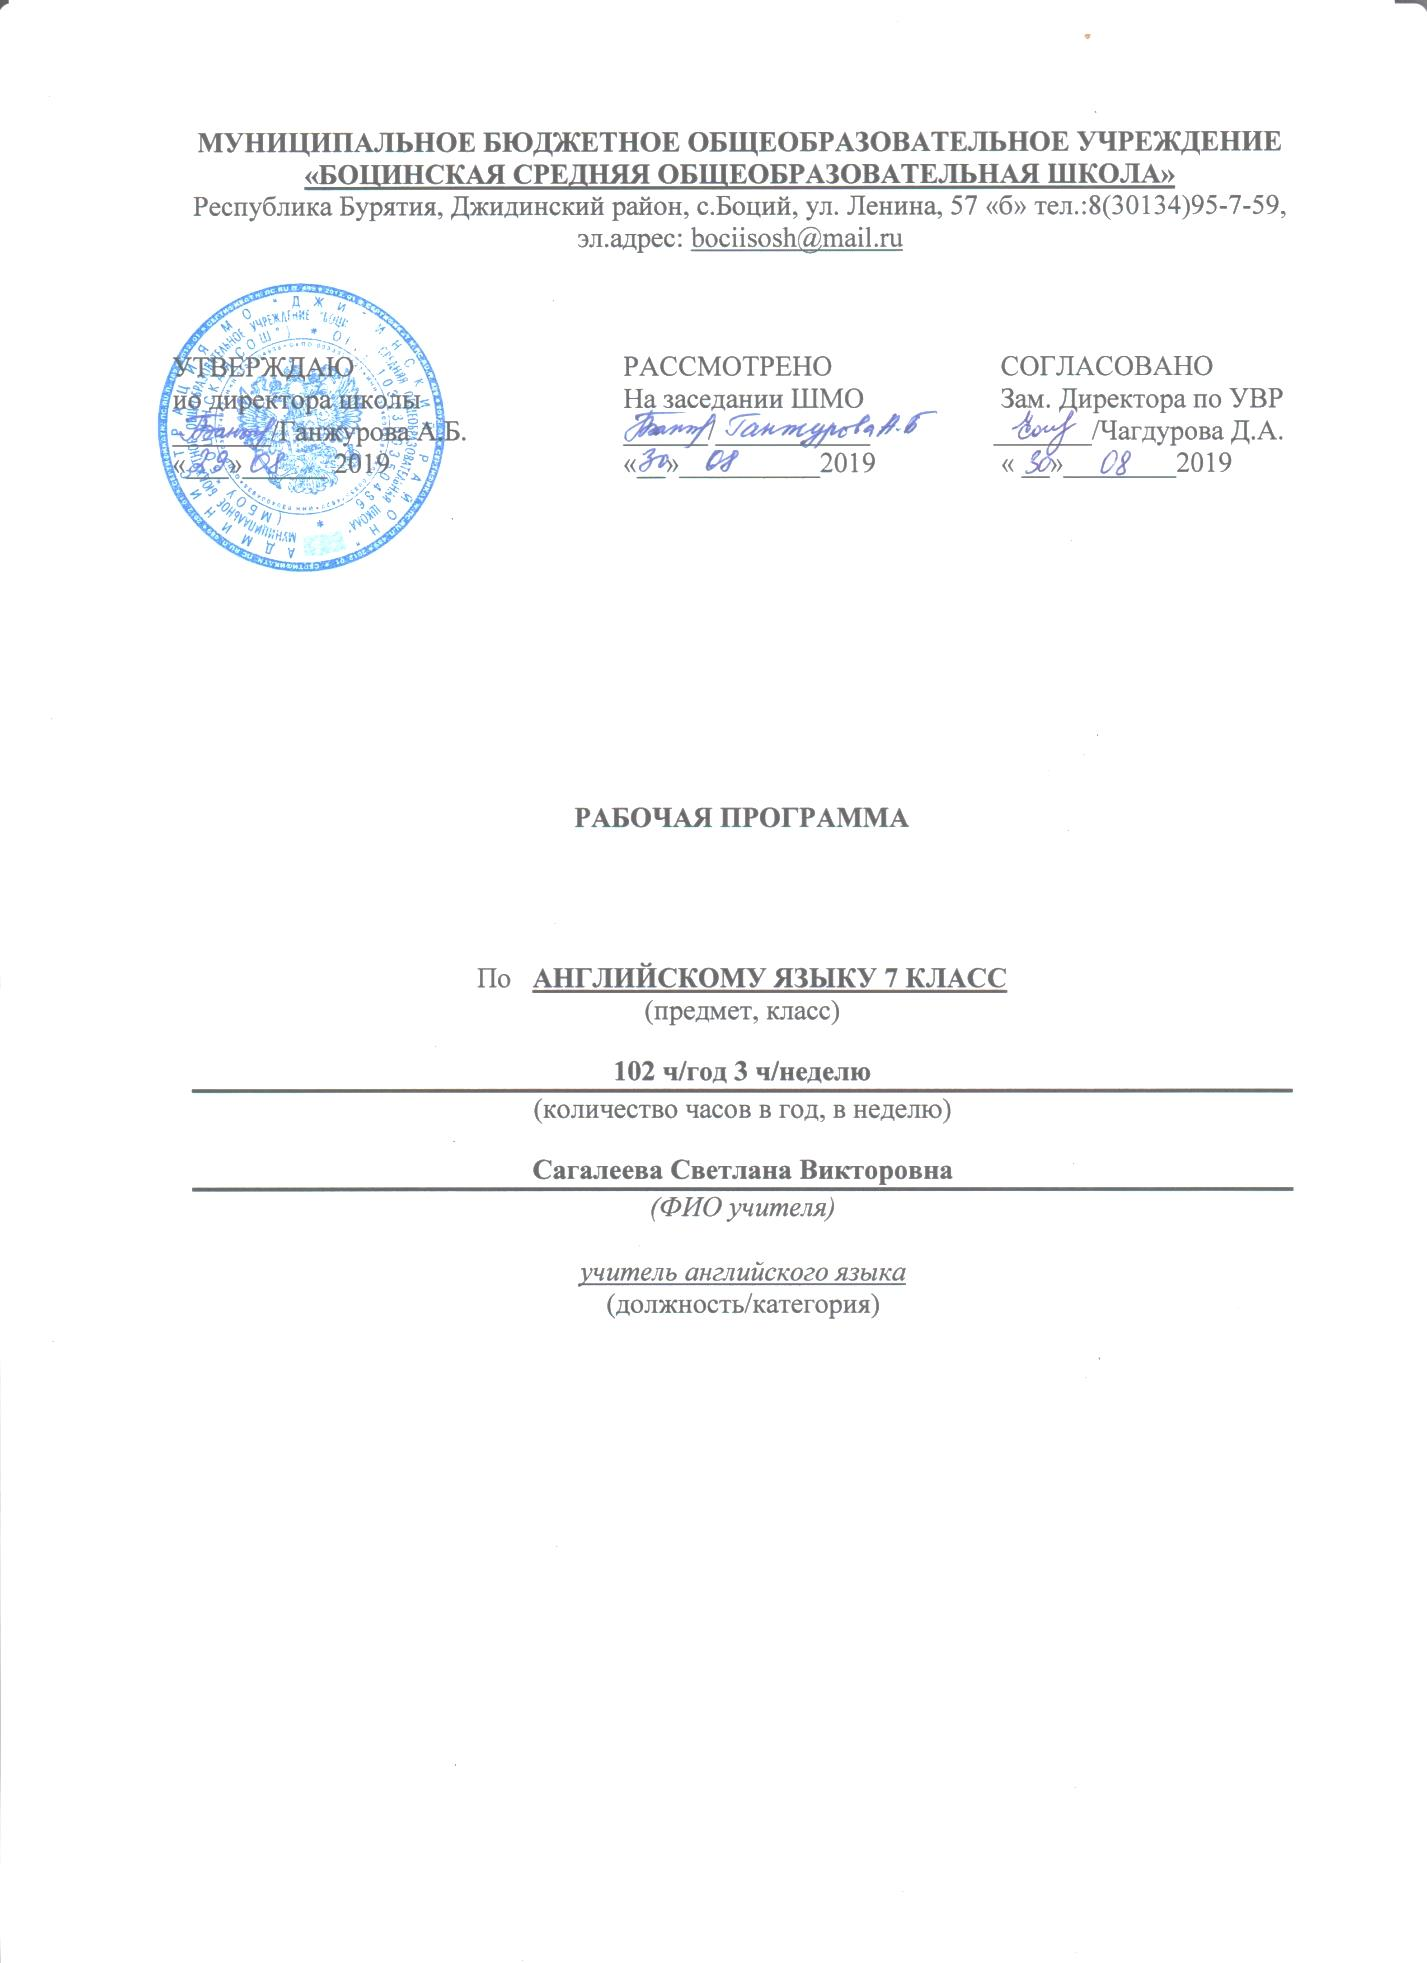 МУНИЦИПАЛЬНОЕ БЮДЖЕТНОЕ ОБЩЕОБРАЗОВАТЕЛЬНОЕ УЧРЕЖДЕНИЕ
«БОЦИНСКАЯ СРЕДНЯЯ ОБЩЕОБРАЗОВАТЕЛЬНАЯ ШКОЛА»
Республика Бурятия, Джидинский район, с.Боций, ул. Ленина, 57 «б» тел.:8(30134)95-7-59,
эл.адрес: bociisosh@mail.ru
УТВЕРЖДАЮ
ио директора школы
/Ганжурова А.Б.
«29» 08 2019
РАССМОТРЕНО
На заседании ШМО
/ Ганжурова А.Б
«30» 08 2019
СОГЛАСОВАНО
Зам. Директора по УВР
/Чагдурова Д.А.
«30» 08 2019
РАБОЧАЯ ПРОГРАММА
По АНГЛИЙСКОМУ ЯЗЫКУ 7 КЛАСС
(предмет, класс)
102 ч/год 3 ч/неделю
(количество часов в год, в неделю)
Сагалеева Светлана Викторовна
(ФИО учителя)
учитель английского языка
(должность/категория)